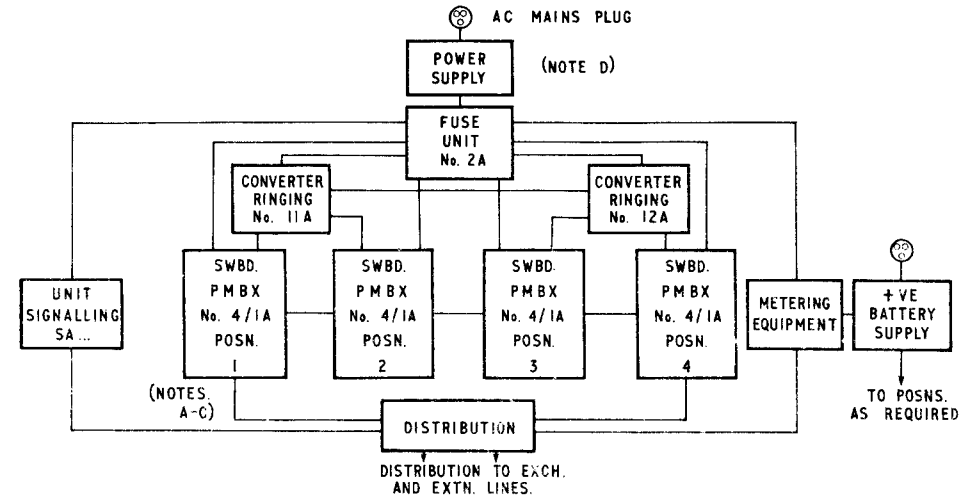 AC MAINS PLUG
POWER
SUPPLY
(NOTE D)
FUSE
UNIT
No. 2A
CONVERTER
RINGING
No. 11A
CONVERTER
RINGING
No. 12A
UNIT
SIGNALLING
SA...
SWBD.
PMBX
No. 4/1A
POSN.
1
SWBD.
PMBX
No. 4/1A
POSN.
2
SWBD.
PMBX
No. 4/1A
POSN.
3
SWBD.
PMBX
No. 4/1A
POSN.
4
METERING
EQUIPMENT
+VE
BATTERY
SUPPLY
(NOTES.
A-C)
TO POSNS.
AS REQUIRED
DISTRIBUTION
DISTRIBUTION TO EXCH.
AND EXTN. LINES.